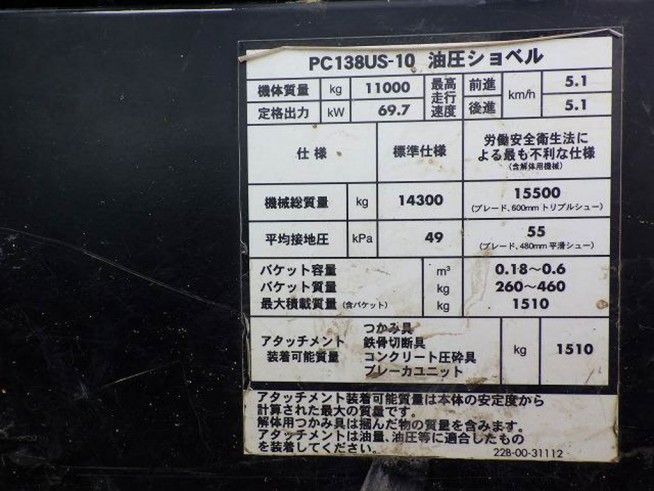 PC138US-10 油圧ショベル
機体質量 kg 11000 最高走行速度 前進 km/h 5.1
定格出力 kW 69.7 後進 5.1
仕様 標準仕様 労働安全衛生法に
よる最も不利な仕様
(含解体用機械)
機械総質量 kg 14300 15500
(ブレード、600mmトリプルシュー)
平均接地圧 kPa 49 55
(ブレード、480mm平滑シュー)
バケット容量 m³ 0.18〜0.6
バケット質量 kg 260〜460
最大積載質量 (含バケット) kg 1510
アタッチメント
装着可能質量
つかみ具
鉄骨切断具
コンクリート圧砕具
ブレーカユニット
kg 1510
アタッチメント装着可能質量は本体の安定度から
計算された最大の質量です。
解体用つかみ具は掴んだ物の質量を含みます。
アタッチメントは油量、油圧等に適合したもの
を装着してください。
22B-00-31112